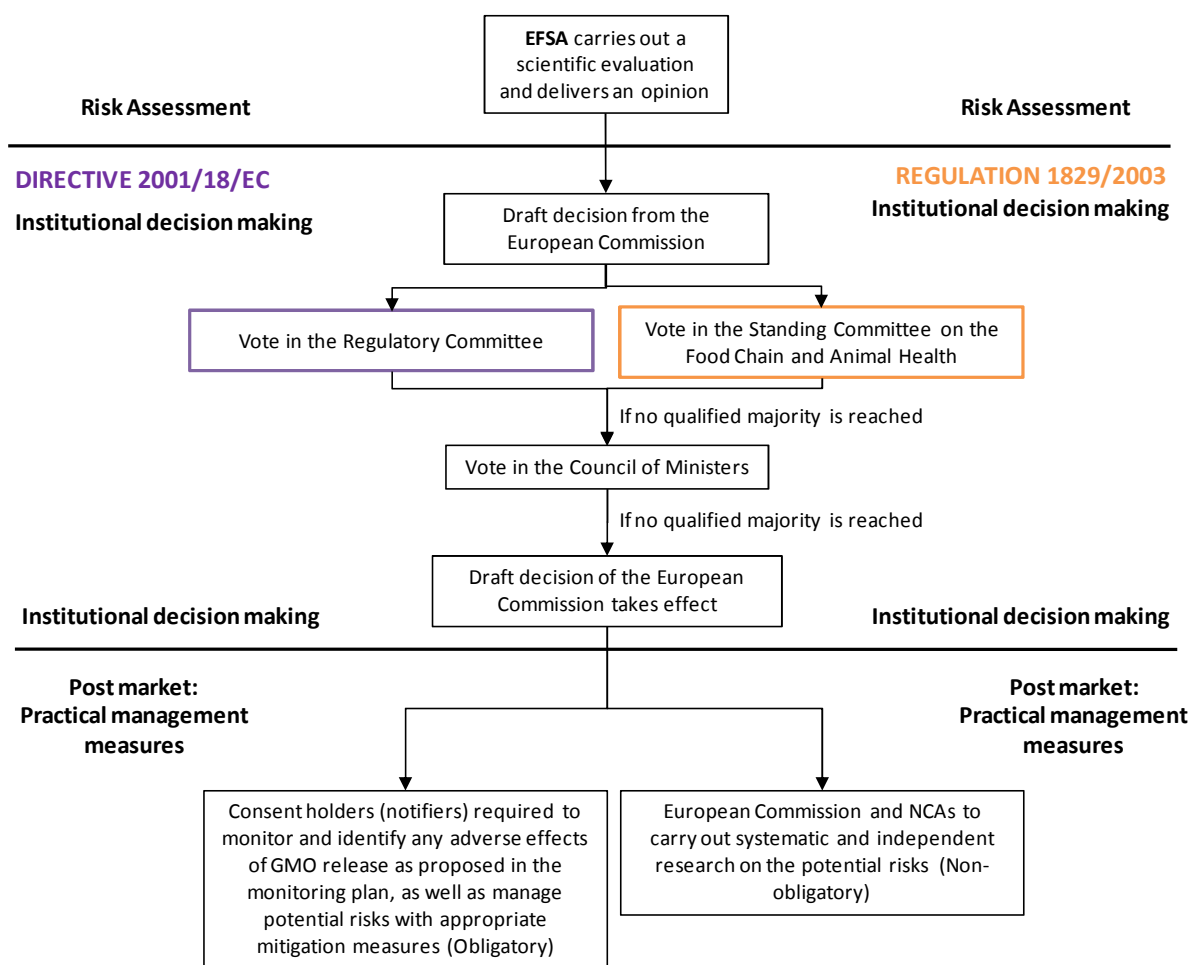 EFSA carries out a
scientific evaluation
and delivers an opinion
Risk Assessment
Risk Assessment
DIRECTIVE 2001/18/EC
Institutional decision making
REGULATION 1829/2003
Institutional decision making
Draft decision from the
European Commission
Vote in the Regulatory Committee
Vote in the Standing Committee on the
Food Chain and Animal Health
If no qualified majority is reached
Vote in the Council of Ministers
If no qualified majority is reached
Draft decision of the European
Commission takes effect
Institutional decision making
Institutional decision making
Post market:
Practical management
measures
Post market:
Practical management
measures
Consent holders (notifiers) required to
monitor and identify any adverse effects
of GMO release as proposed in the
monitoring plan, as well as manage
potential risks with appropriate
mitigation measures (Obligatory)
European Commission and NCAs to
carry out systematic and independent
research on the potential risks (Non-
obligatory)